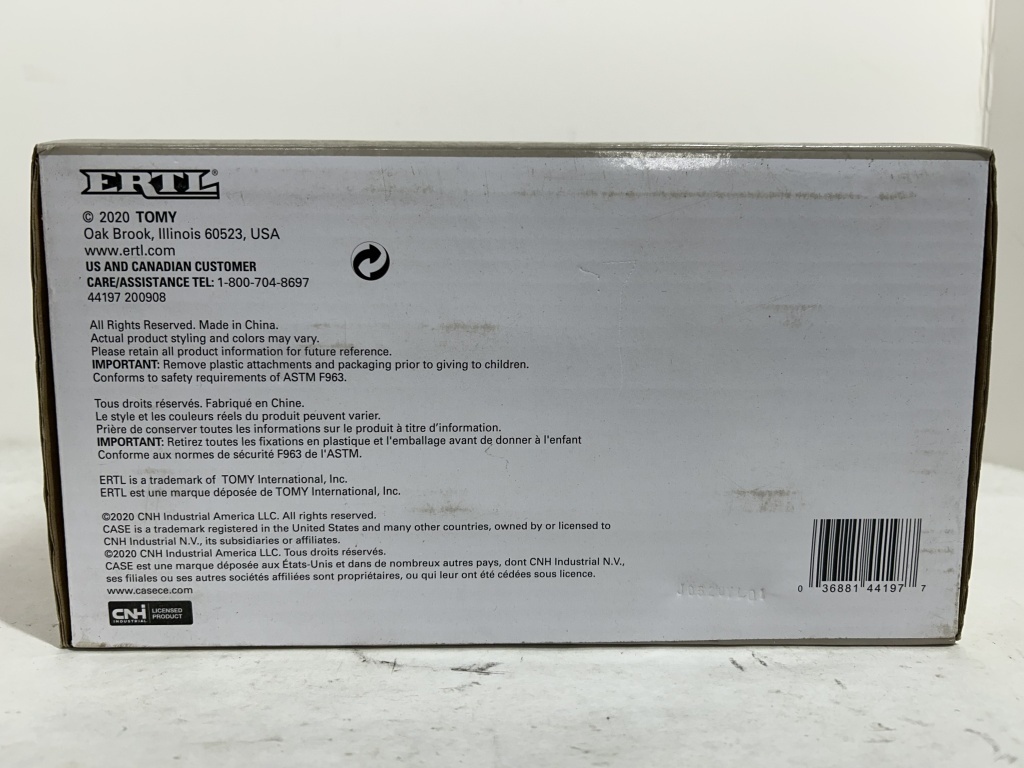 ERTL®
© 2020 TOMY
Oak Brook, Illinois 60523, USA
www.ertl.com
US AND CANADIAN CUSTOMER
CARE/ASSISTANCE TEL: 1-800-704-8697
44197 200908
All Rights Reserved. Made in China.
Actual product styling and colors may vary.
Please retain all product information for future reference.
IMPORTANT: Remove plastic attachments and packaging prior to giving to children.
Conforms to safety requirements of ASTM F963.
Tous droits réservés. Fabriqué en Chine.
Le style et les couleurs réels du produit peuvent varier.
Prière de conserver toutes les informations sur le produit à titre d'information.
IMPORTANT: Retirez toutes les fixations en plastique et l'emballage avant de donner à l'enfant
Conforme aux normes de sécurité F963 de l'ASTM.
ERTL is a trademark of TOMY International, Inc.
ERTL est une marque déposée de TOMY International, Inc.
©2020 CNH Industrial America LLC. All rights reserved.
CASE is a trademark registered in the United States and many other countries, owned by or licensed to
CNH Industrial N.V., its subsidiaries or affiliates.
©2020 CNH Industrial America LLC. Tous droits réservés.
CASE est une marque déposée aux États-Unis et dans de nombreux autres pays, dont CNH Industrial N.V.,
ses filiales ou ses autres sociétés affiliées sont propriétaires, ou qui leur ont été cédées sous licence.
www.casece.com
CNH INDUSTRIAL LICENSED PRODUCT
0 36881 44197 7